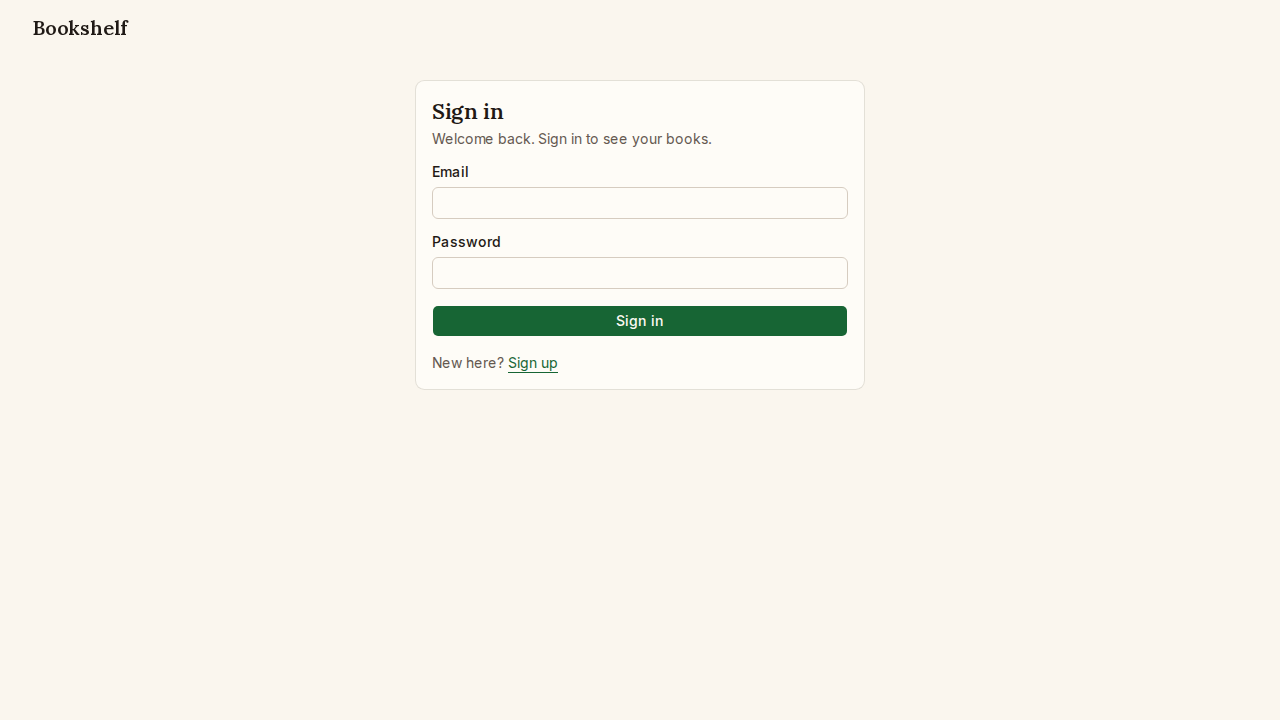 Bookshelf
Sign in
Welcome back. Sign in to see your books.
Email
Password
Sign in
New here? Sign up